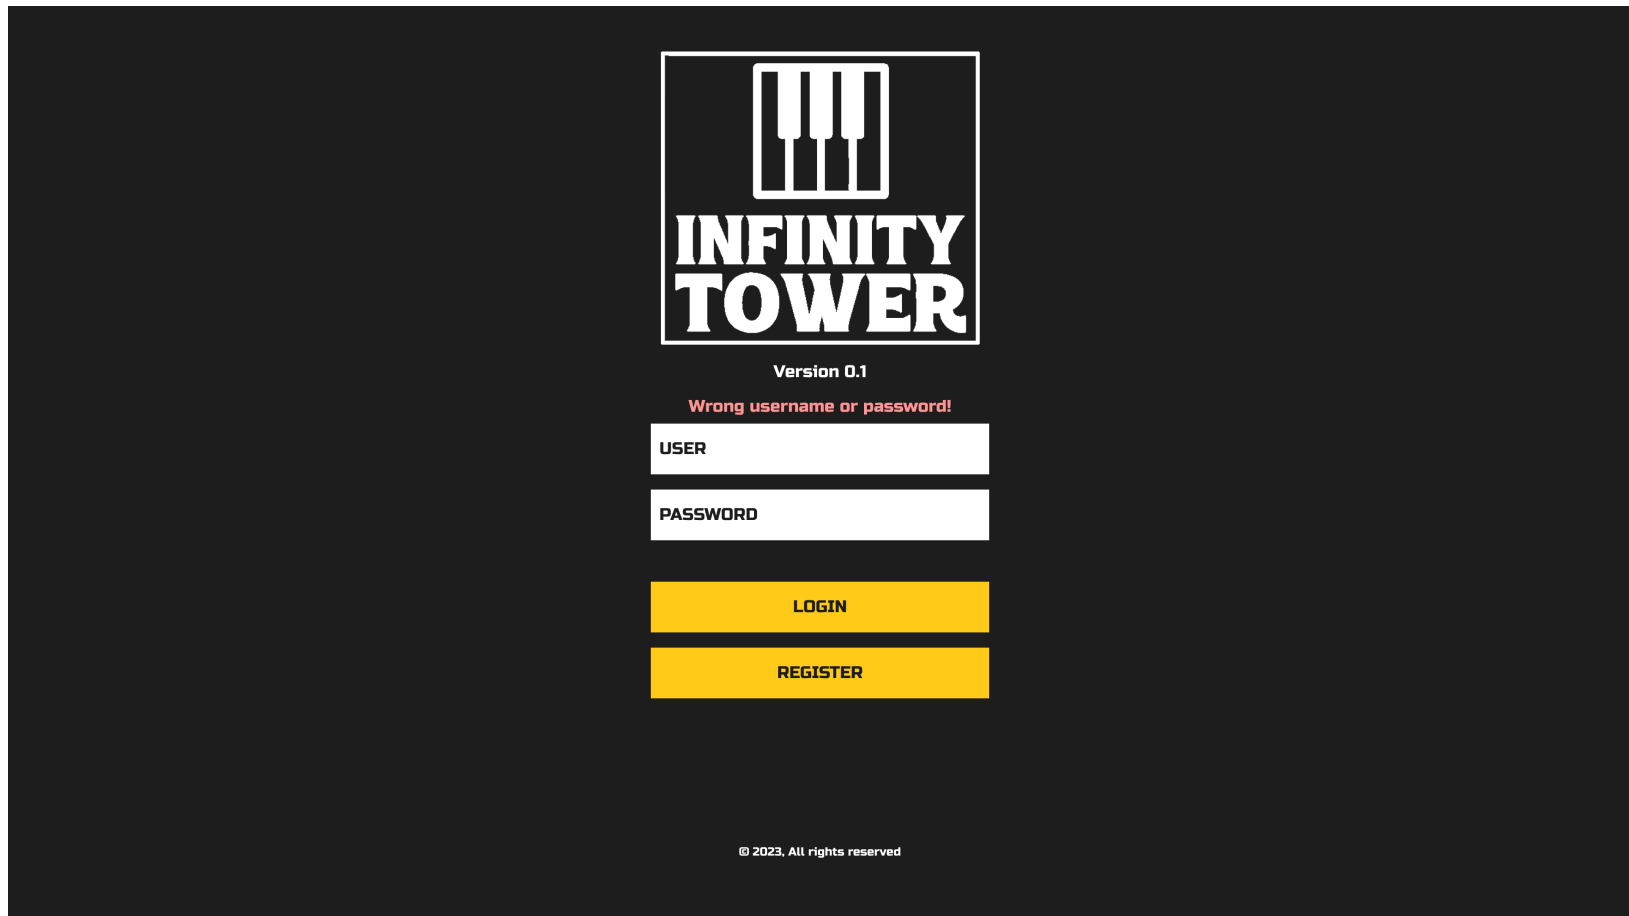 INFINITY
TOWER
Version 0.1
Wrong username or password!
USER
PASSWORD
LOGIN
REGISTER
© 2023, All rights reserved